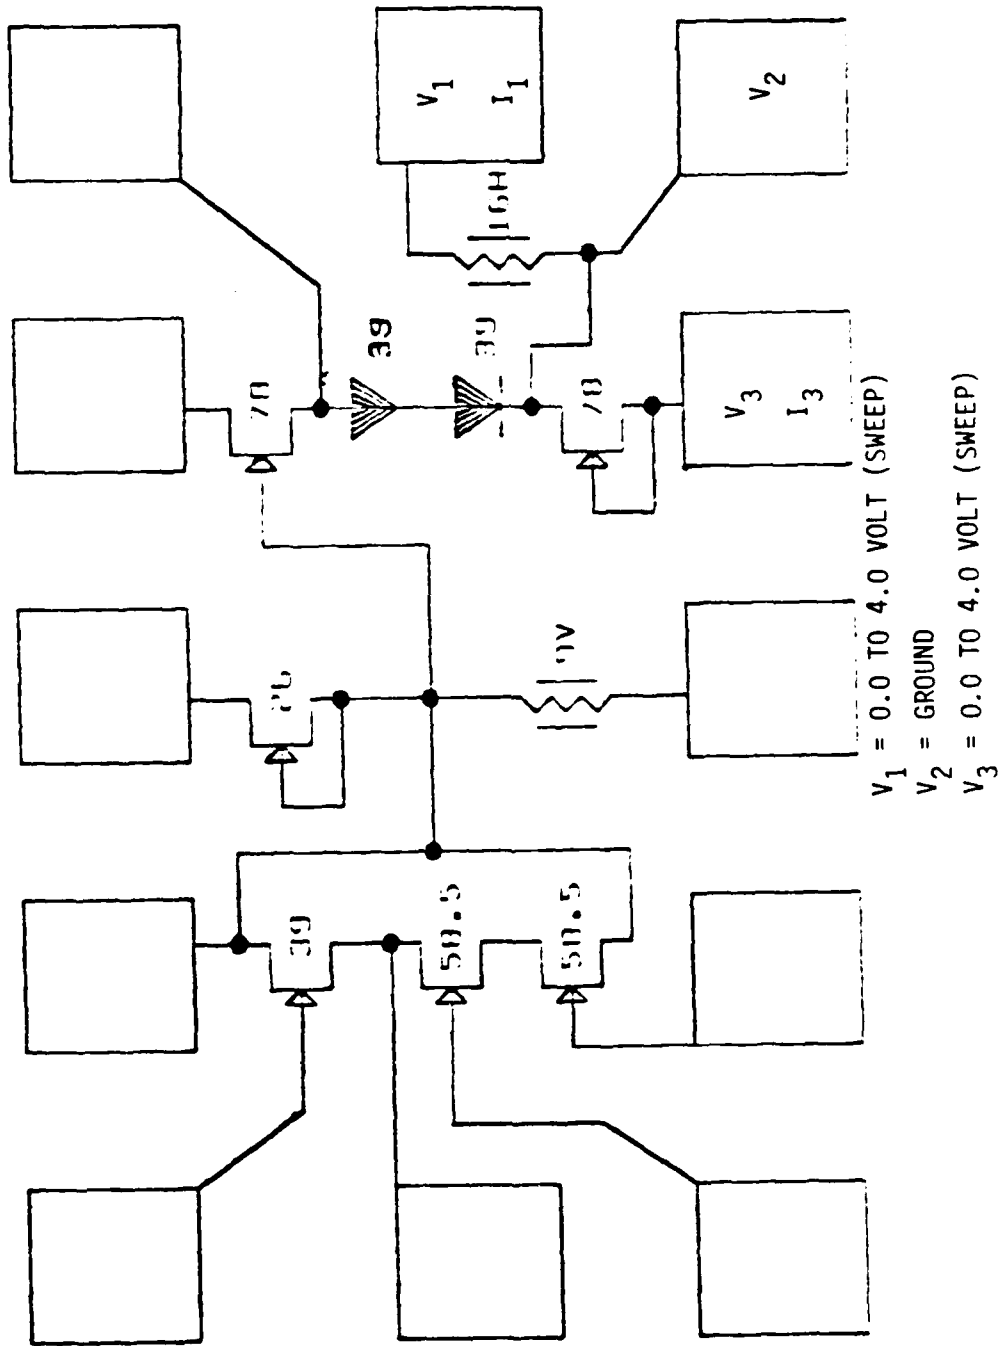 78
26
39
39
V₁
58.5
39
I₁
58.5
78
V₃
V₂
I₃
V₁ = 0.0 TO 4.0 VOLT (SWEEP)
V₂ = GROUND
V₃ = 0.0 TO 4.0 VOLT (SWEEP)